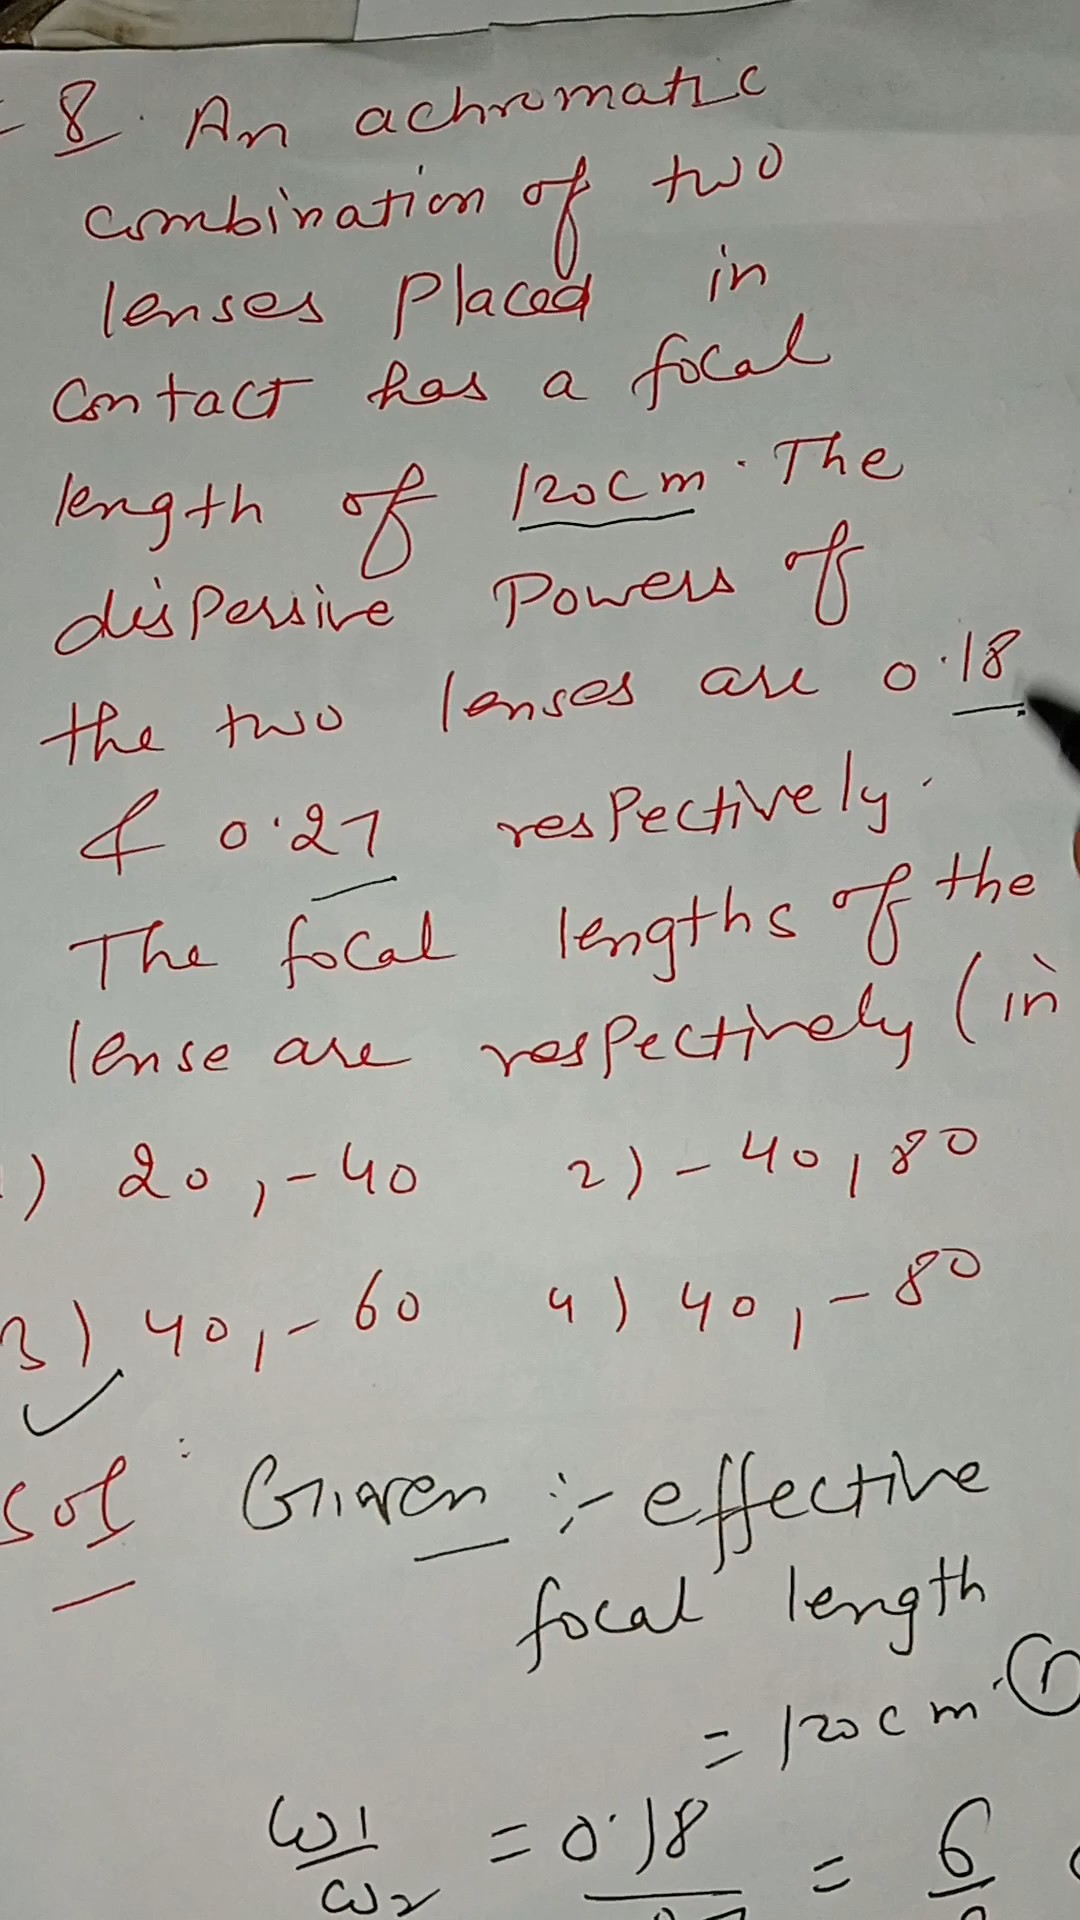 8. An achromatic
combination of two
lenses placed in
contact has a focal
length of 120cm. The
dispersive Powers of
the two lenses are 0.18
& 0.27 respectively.
The focal lengths of the
lense are respectively (in
) 20, -40 2) -40, 80
3) 40, -60 4) 40, -80
Sol: Given :- effective
focal length
= 120cm. (1)
ω1/ω2 = 0.18 = 6